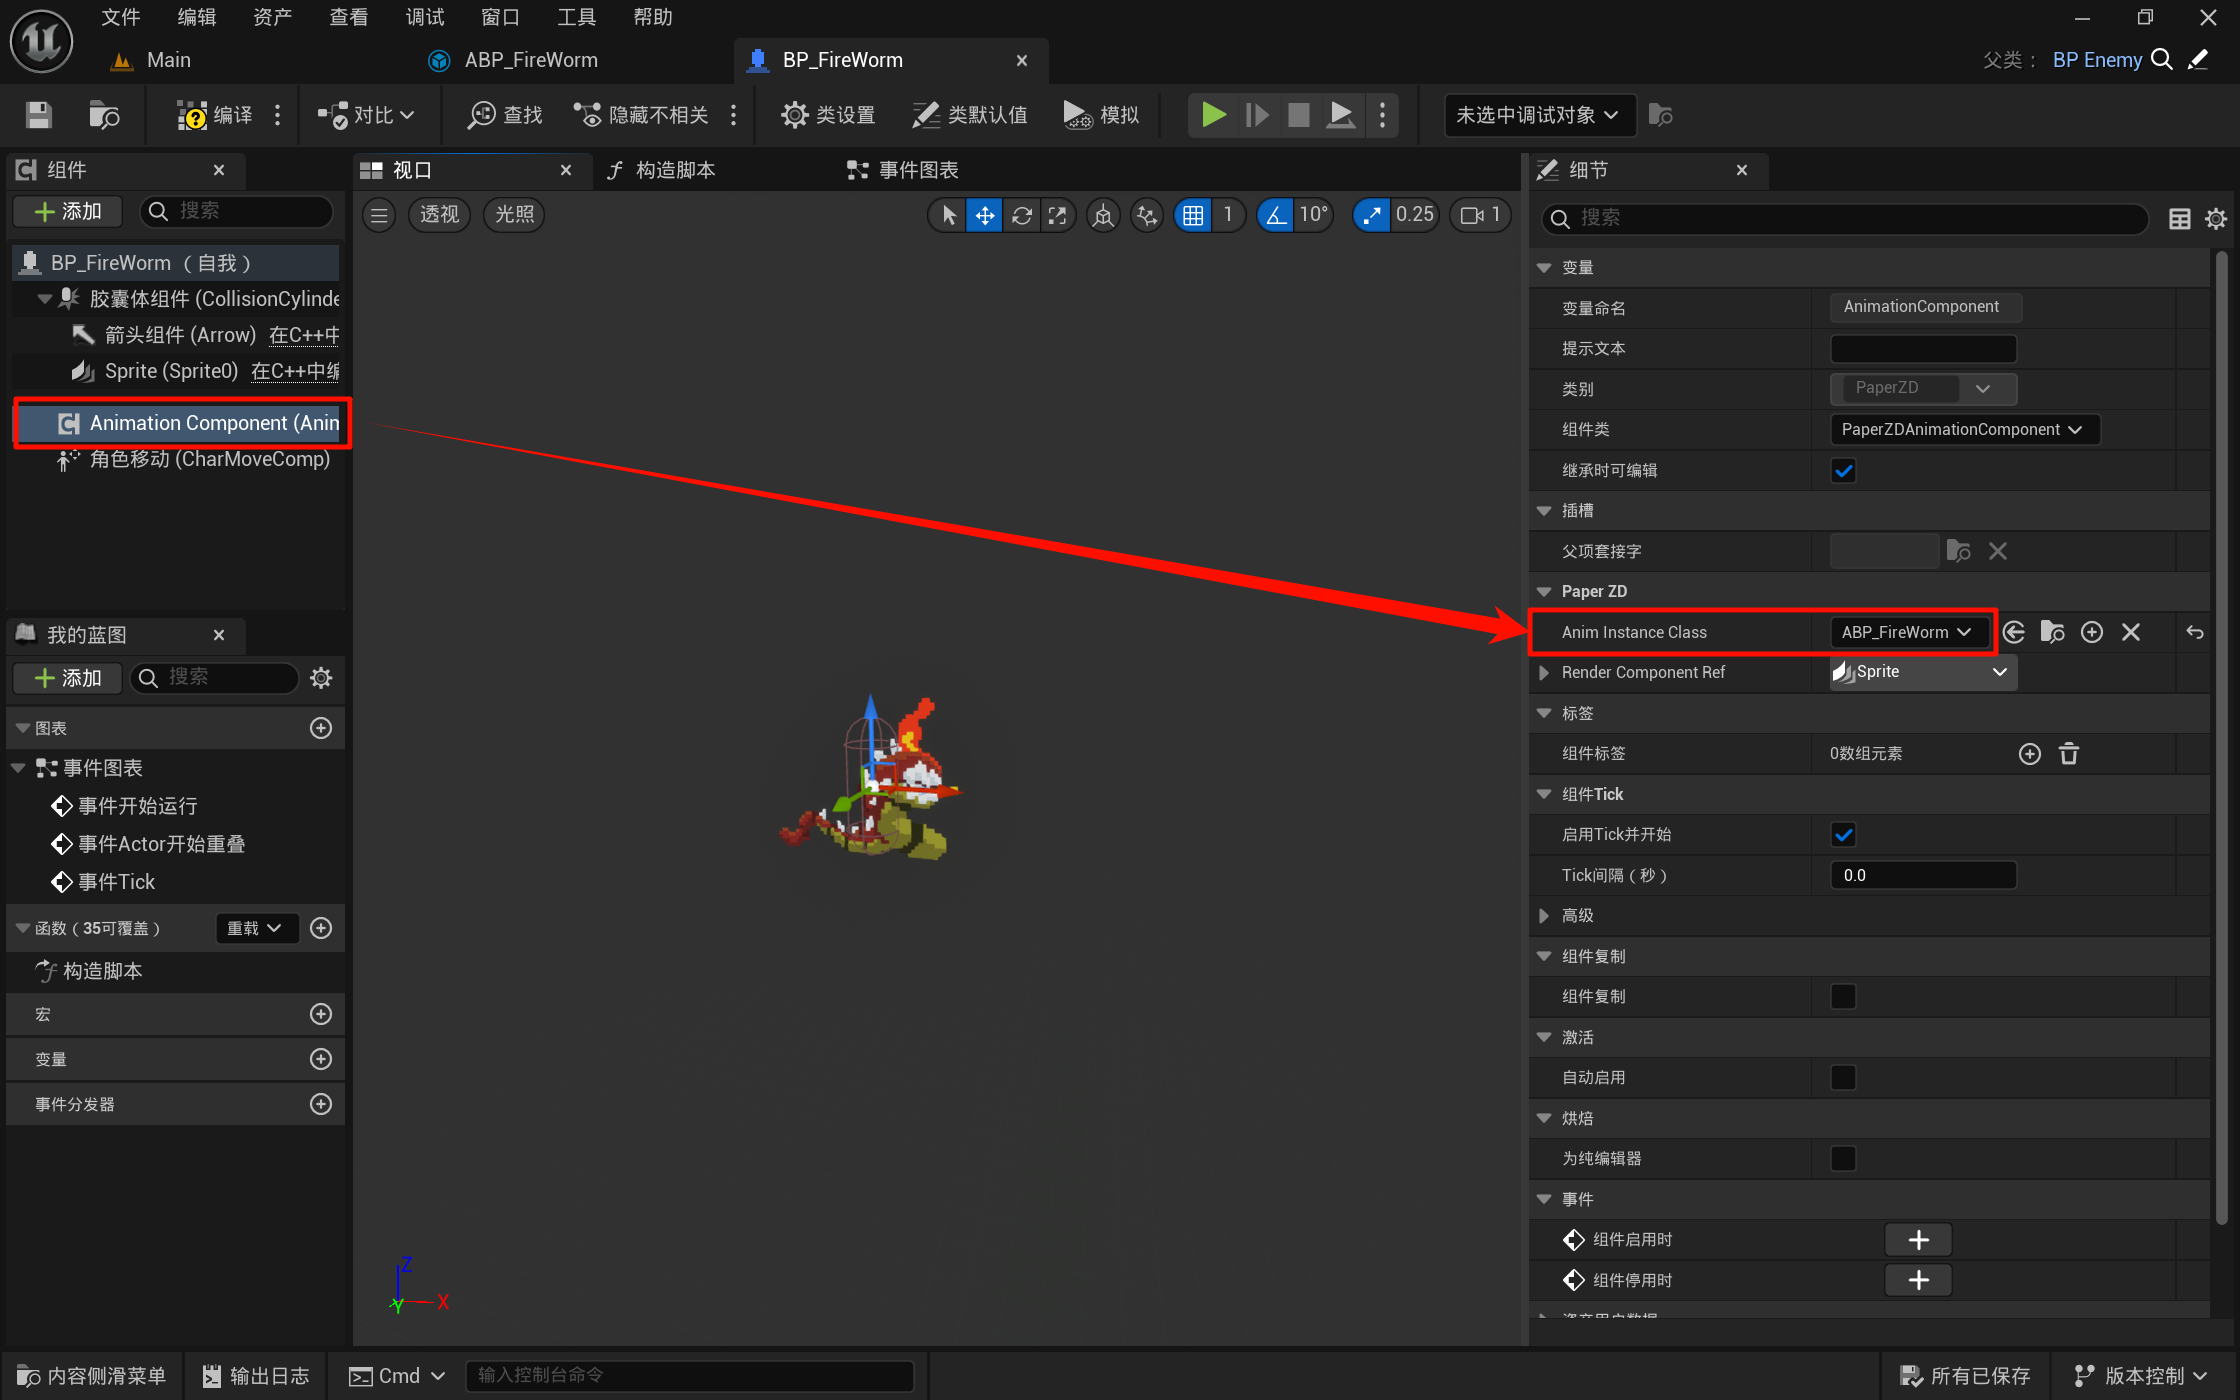 文件 编辑 资产 查看 调试 窗口 工具 帮助
Main ABP_FireWorm BP_FireWorm 父类： BP Enemy
编译 对比 查找 隐藏不相关 类设置 类默认值 模拟 未选中调试对象
组件
添加 搜索
BP_FireWorm （自我）
胶囊体组件 (CollisionCylinde
箭头组件 (Arrow) 在C++中
Sprite (Sprite0) 在C++中编
Animation Component (Anim
角色移动 (CharMoveComp)
我的蓝图
添加 搜索
图表
事件图表
事件开始运行
事件Actor开始重叠
事件Tick
函数（35可覆盖） 重载
构造脚本
宏
变量
事件分发器
视口 构造脚本 事件图表
透视 光照 1 10° 0.25 1
Z
Y X
细节
搜索
变量
变量命名 AnimationComponent
提示文本
类别 PaperZD
组件类 PaperZDAnimationComponent
继承时可编辑
插槽
父项套接字
Paper ZD
Anim Instance Class ABP_FireWorm
Render Component Ref Sprite
标签
组件标签 0数组元素
组件Tick
启用Tick并开始
Tick间隔（秒） 0.0
高级
组件复制
组件复制
激活
自动启用
烘焙
为纯编辑器
事件
组件启用时
组件停用时
内容侧滑菜单 输出日志 Cmd 输入控制台命令 所有已保存 版本控制